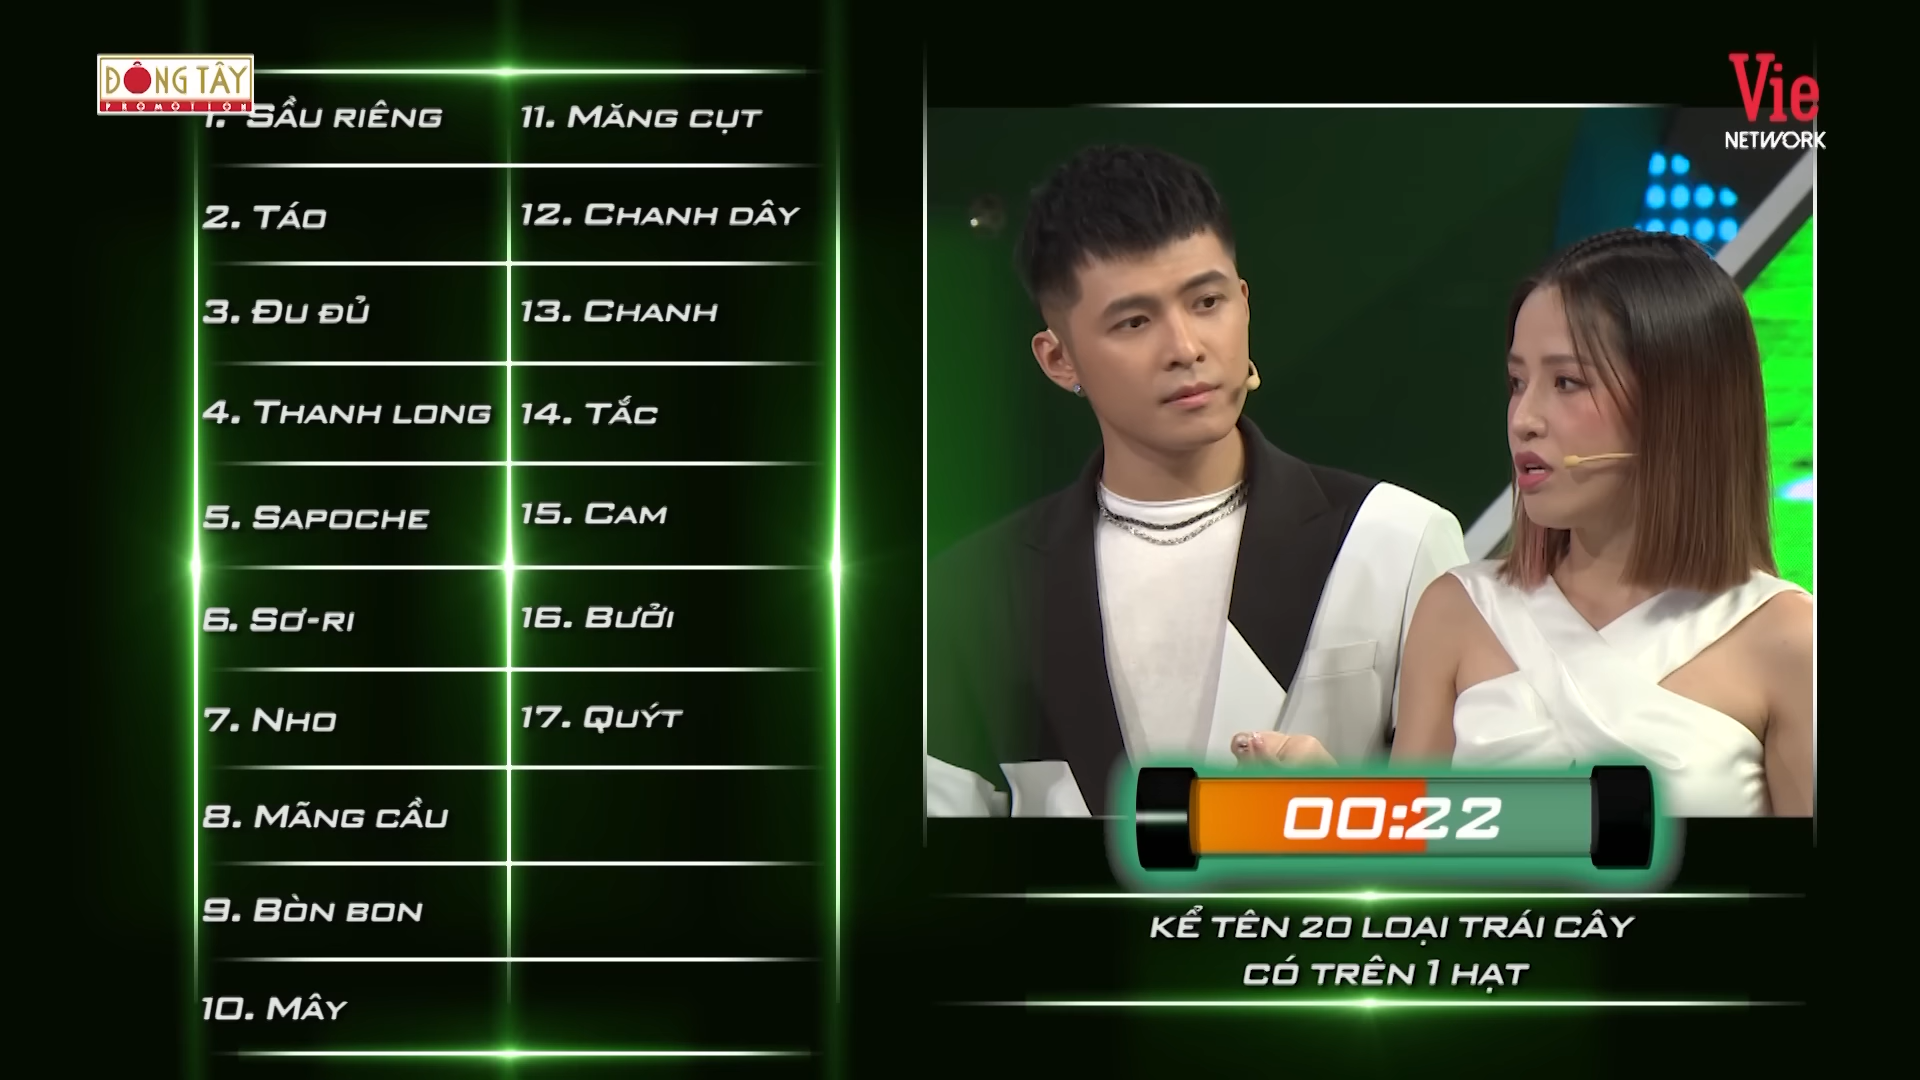 ĐÔNG TÂY
PROMOTION
Vie
NETWORK
1. SẦU RIÊNG
2. TÁO
3. ĐU ĐỦ
4. THANH LONG
5. SAPOCHE
6. SƠ-RI
7. NHO
8. MÃNG CẦU
9. BÒN BON
10. MÂY
11. MĂNG CỤT
12. CHANH DÂY
13. CHANH
14. TẮC
15. CAM
16. BƯỞI
17. QUÝT
00:22
KỂ TÊN 20 LOẠI TRÁI CÂY
CÓ TRÊN 1 HẠT